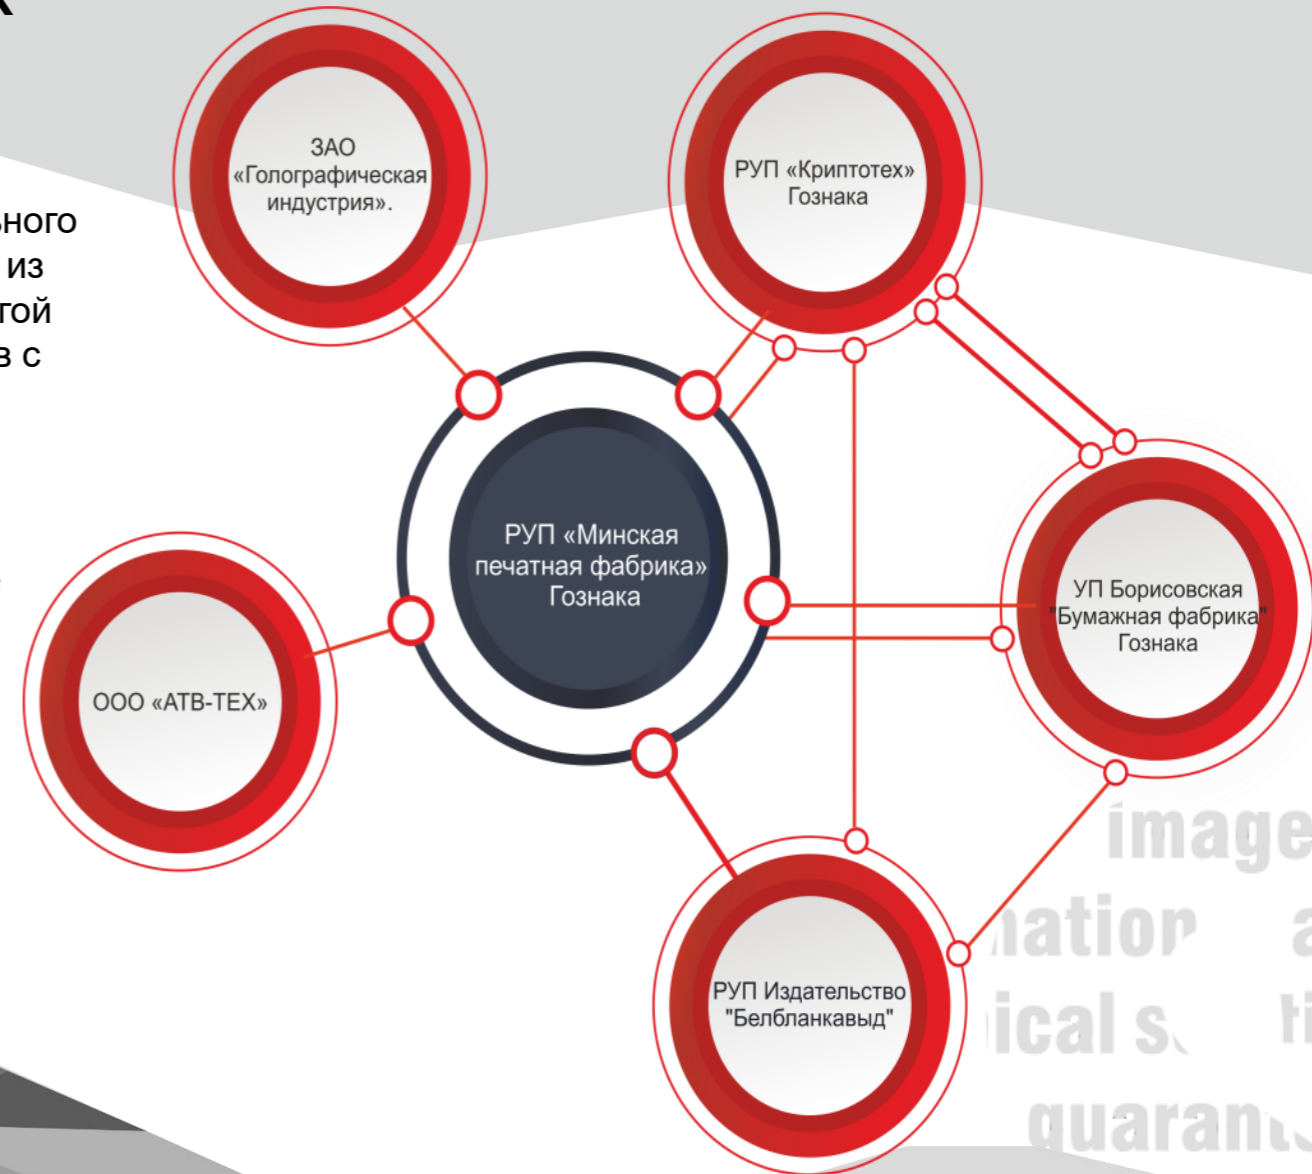 ЗАО
«Голографическая
индустрия».
РУП «Криптотех»
Гознака
из
в с
РУП «Минская
печатная фабрика»
Гознака
УП Борисовская
"Бумажная фабрика"
Гознака
ООО «АТВ-ТЕХ»
РУП Издательство
"Белбланкавыд"
image